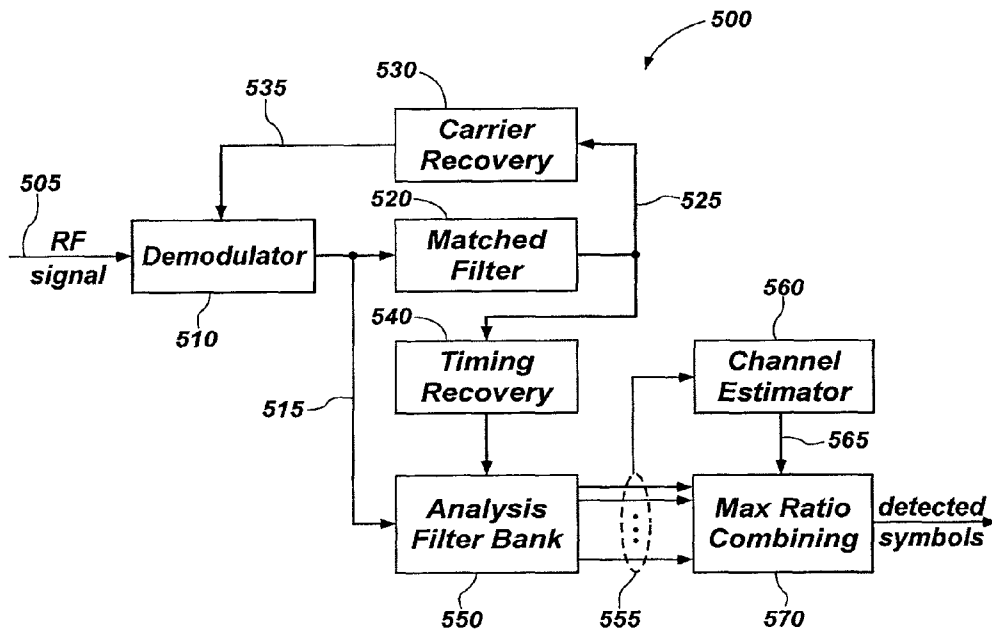 500
530
535
Carrier
Recovery
505
520
525
RF
signal
Demodulator
Matched
Filter
510
540
560
Timing
Recovery
Channel
Estimator
515
565
Analysis
Filter Bank
Max Ratio
Combining
detected
symbols
550
555
570